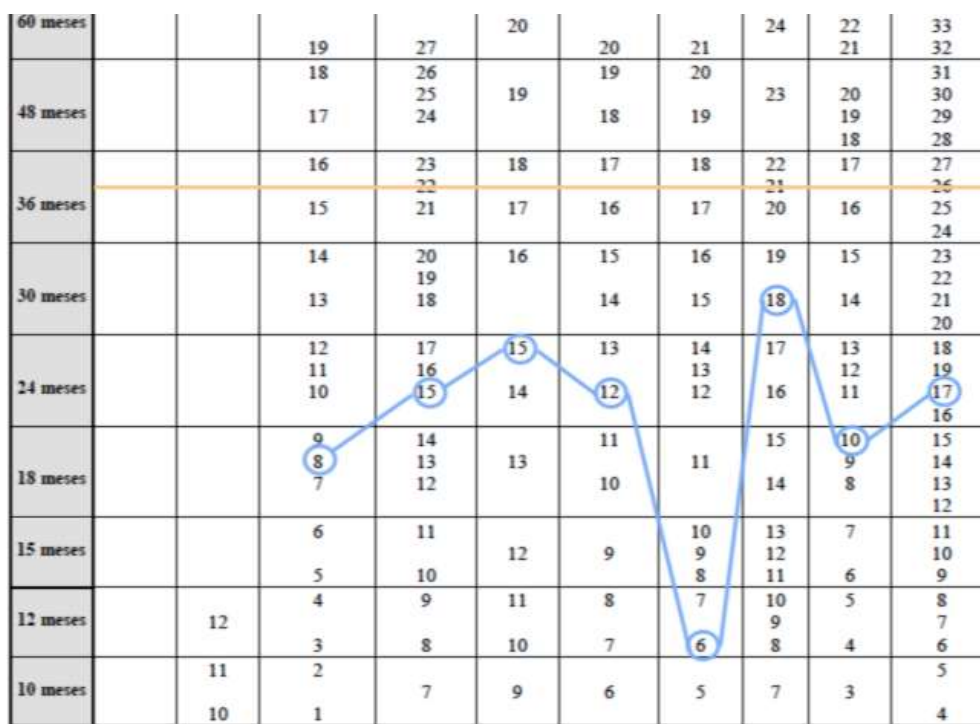 60 meses 20 24 22 33
19 27 20 21 21 32
18 26 19 20 31
25 19 23 20 30
48 meses 17 24 18 19 19 29
18 28
16 23 18 17 18 22 17 27
22 21 26
36 meses 15 21 17 16 17 20 16 25
24
14 20 16 15 16 19 15 23
19 22
30 meses 13 18 14 15 18 14 21
20
12 17 15 13 14 17 13 18
11 16 13 12 19
24 meses 10 15 14 12 12 16 11 17
16
9 14 11 15 10 15
8 13 13 11 9 14
18 meses 7 12 10 14 8 13
12
6 11 10 13 7 11
15 meses 12 9 9 12 10
5 10 8 11 6 9
4 9 11 8 7 10 5 8
12 meses 12 9 7
3 8 10 7 6 8 4 6
11 2 5
10 meses 7 9 6 5 7 3
10 1 4